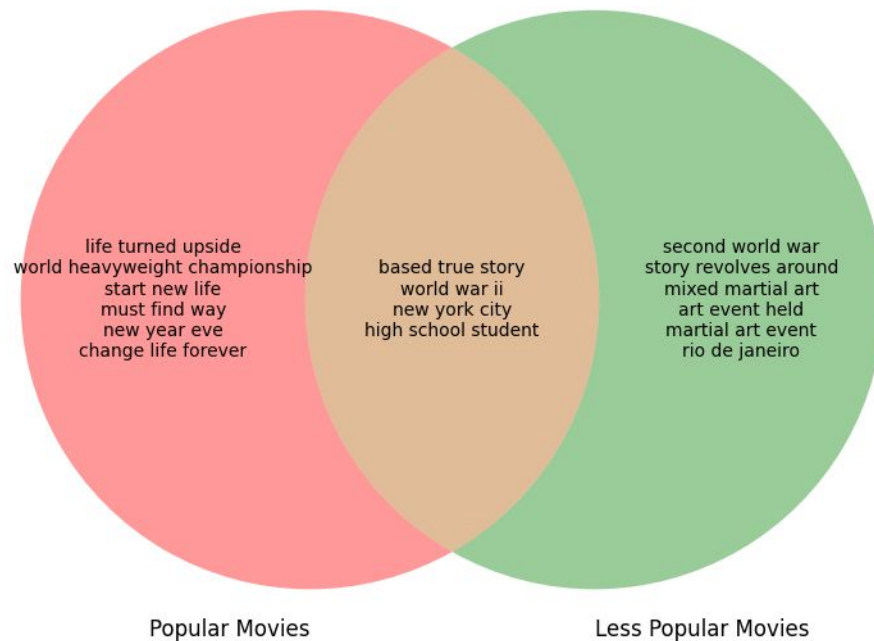 life turned upside
world heavyweight championship
start new life
must find way
new year eve
change life forever
based true story
world war ii
new york city
high school student
second world war
story revolves around
mixed martial art
art event held
martial art event
rio de janeiro
Popular Movies
Less Popular Movies